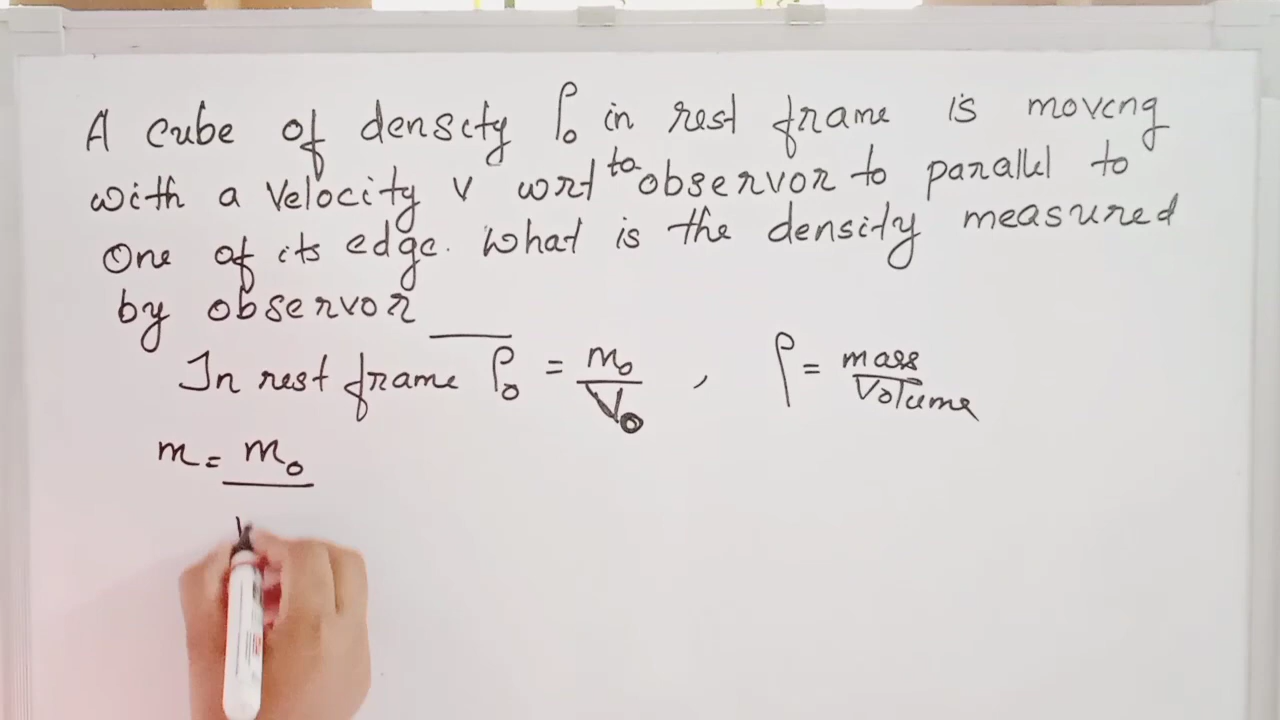 A cube of density ρ₀ in rest frame is moving
with a velocity v wrt to observor to parallel to
One of its edge. What is the density measured
by observor
In rest frame ρ₀ = m₀/V₀ , ρ = mass/Volume
m = m₀